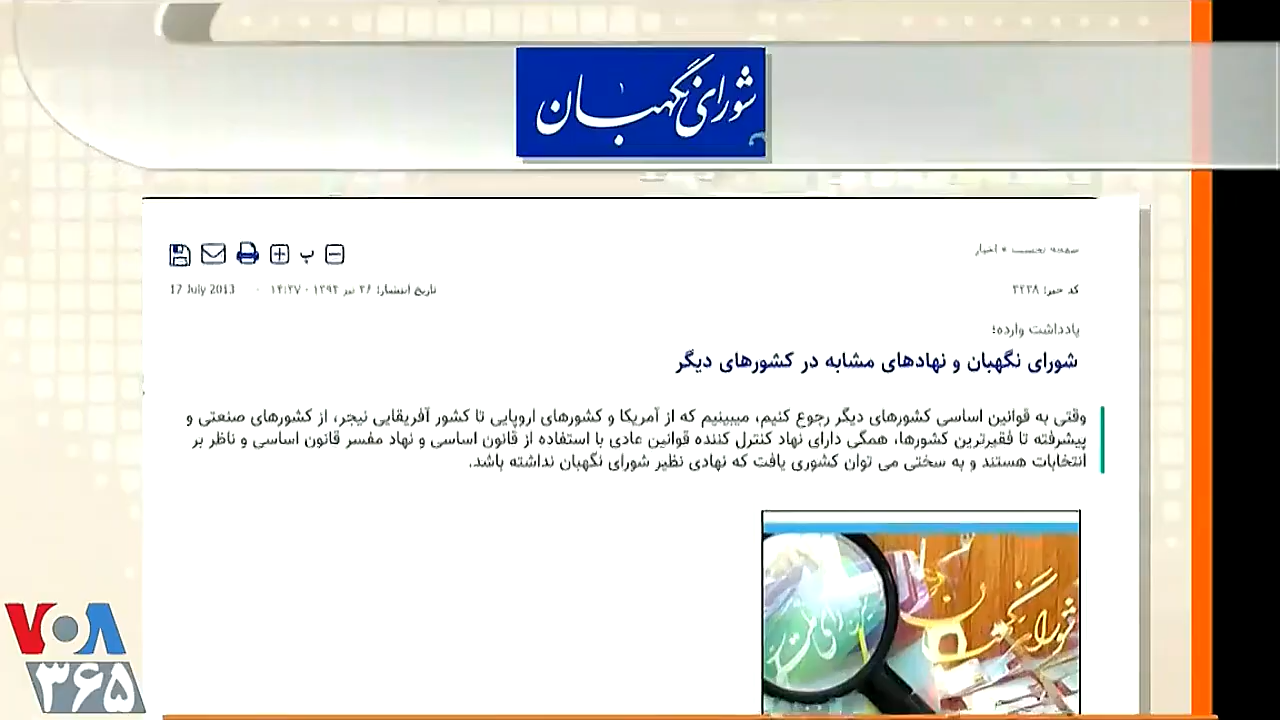 شورای نگهبان
صفحه نخست » اخبار
ب
کد خبر: ۳۲۳۸
تاریخ انتشار: ۲۶ تیر ۱۳۹۲ - ۱۴:۲۷ - 17 July 2013
یادداشت وارده؛
شورای نگهبان و نهادهای مشابه در کشورهای دیگر
وقتی به قوانین اساسی کشورهای دیگر رجوع کنیم، میبینیم که از آمریکا و کشورهای اروپایی تا کشور آفریقایی نیجر، از کشورهای صنعتی و
پیشرفته تا فقیرترین کشورها، همگی دارای نهاد کنترل کننده قوانین عادی با استفاده از قانون اساسی و نهاد مفسر قانون اساسی و ناظر بر
انتخابات هستند و به سختی می توان کشوری یافت که نهادی نظیر شورای نگهبان نداشته باشد.
شورای نگهبان
VOA
۳۶۵